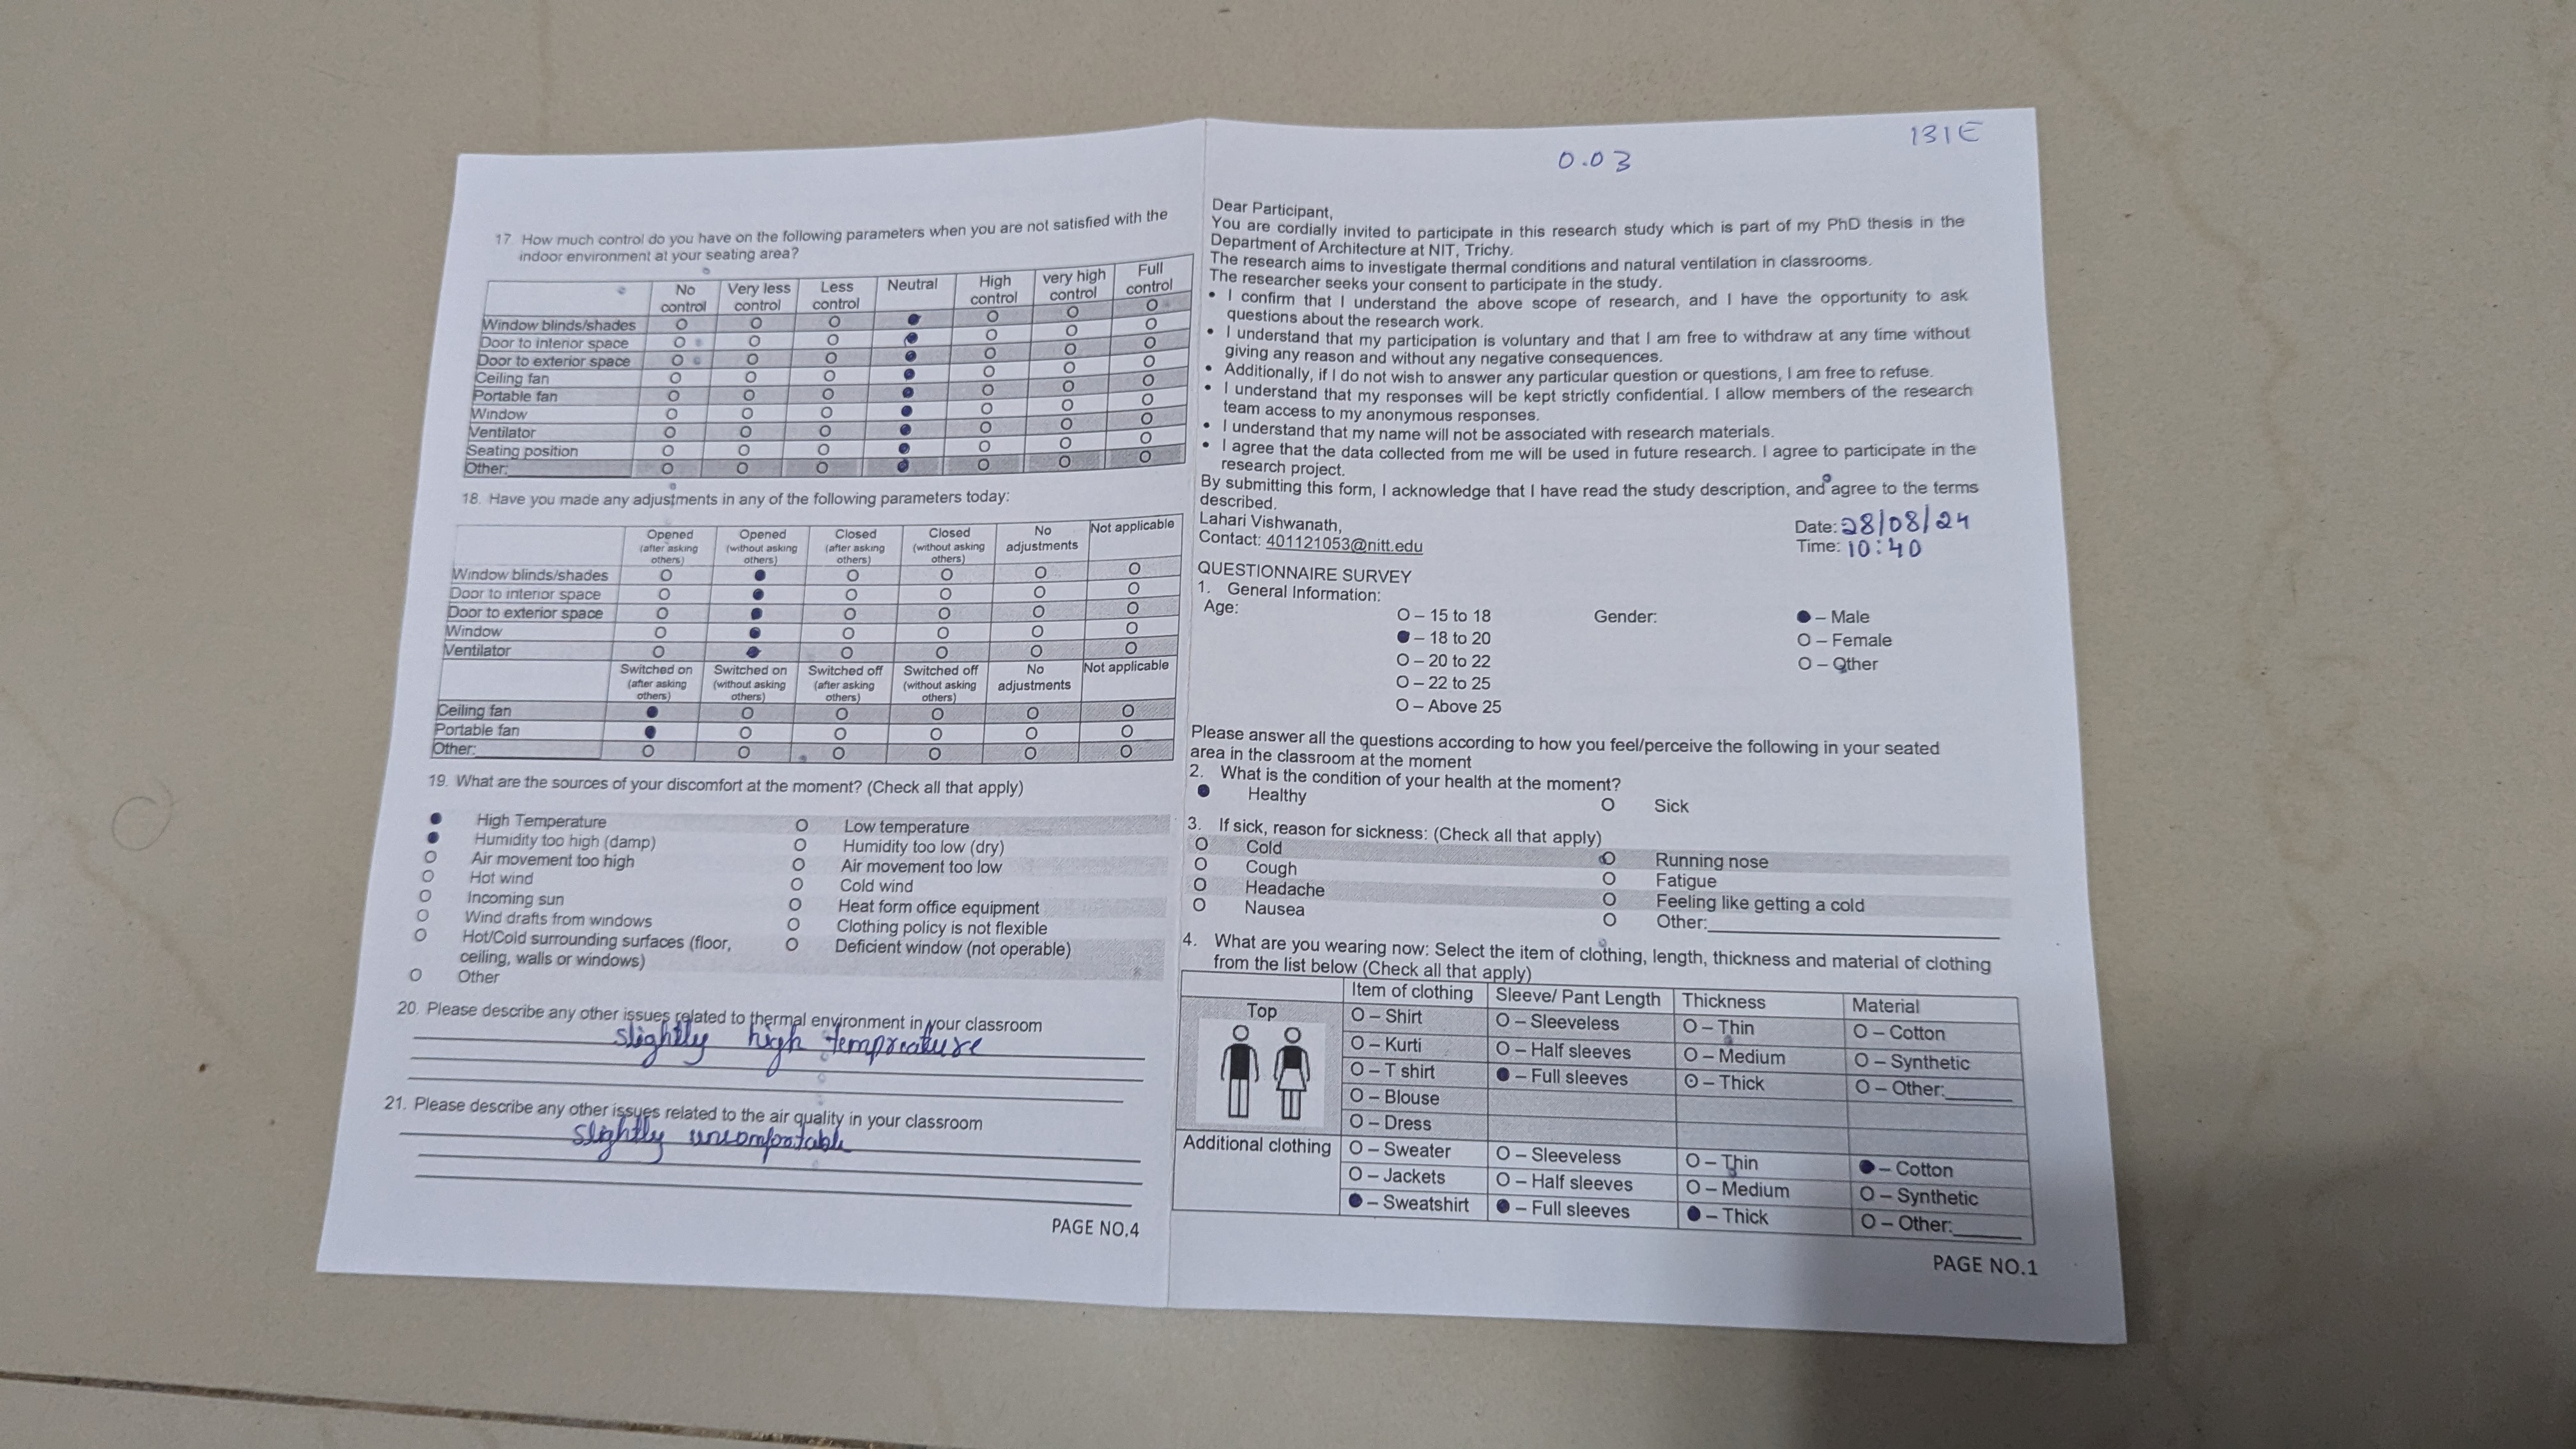 17. How much control do you have on the following parameters when you are not satisfied with the
indoor environment at your seating area?
No control Very less control Less control Neutral High control very high control Full control
Window blinds/shades O O O ● O O O
Door to interior space O O O ● O O O
Door to exterior space O O O ● O O O
Ceiling fan O O O ● O O O
Portable fan O O O ● O O O
Window O O O ● O O O
Ventilator O O O ● O O O
Seating position O O O ● O O O
Other: O O O ● O O O
18. Have you made any adjustments in any of the following parameters today:
Opened (after asking others) Opened (without asking others) Closed (after asking others) Closed (without asking others) No adjustments Not applicable
Window blinds/shades O ● O O O O
Door to interior space O ● O O O O
Door to exterior space O ● O O O O
Window O ● O O O O
Ventilator O ● O O O O
Switched on (after asking others) Switched on (without asking others) Switched off (after asking others) Switched off (without asking others) No adjustments Not applicable
Ceiling fan ● O O O O O
Portable fan ● O O O O O
Other: O O O O O O
19. What are the sources of your discomfort at the moment? (Check all that apply)
● High Temperature O Low temperature
● Humidity too high (damp) O Humidity too low (dry)
O Air movement too high O Air movement too low
O Hot wind O Cold wind
O Incoming sun O Heat form office equipment
O Wind drafts from windows O Clothing policy is not flexible
O Hot/Cold surrounding surfaces (floor, O Deficient window (not operable)
ceiling, walls or windows)
O Other
20. Please describe any other issues related to thermal environment in your classroom
slightly high tempreature
21. Please describe any other issues related to the air quality in your classroom
slightly uncomfortable
PAGE NO.4
131E
0.03
Dear Participant,
You are cordially invited to participate in this research study which is part of my PhD thesis in the
Department of Architecture at NIT, Trichy.
The research aims to investigate thermal conditions and natural ventilation in classrooms.
The researcher seeks your consent to participate in the study.
• I confirm that I understand the above scope of research, and I have the opportunity to ask
questions about the research work.
• I understand that my participation is voluntary and that I am free to withdraw at any time without
giving any reason and without any negative consequences.
• Additionally, if I do not wish to answer any particular question or questions, I am free to refuse.
• I understand that my responses will be kept strictly confidential. I allow members of the research
team access to my anonymous responses.
• I understand that my name will not be associated with research materials.
• I agree that the data collected from me will be used in future research. I agree to participate in the
research project.
By submitting this form, I acknowledge that I have read the study description, and agree to the terms
described.
Lahari Vishwanath, Date: 28/08/24
Contact: 401121053@nitt.edu Time: 10:40
QUESTIONNAIRE SURVEY
1. General Information:
Age: O – 15 to 18 Gender: ● – Male
● – 18 to 20 O – Female
O – 20 to 22 O – Other
O – 22 to 25
O – Above 25
Please answer all the questions according to how you feel/perceive the following in your seated
area in the classroom at the moment
2. What is the condition of your health at the moment?
● Healthy O Sick
3. If sick, reason for sickness: (Check all that apply)
O Cold O Running nose
O Cough O Fatigue
O Headache O Feeling like getting a cold
O Nausea O Other:
4. What are you wearing now: Select the item of clothing, length, thickness and material of clothing
from the list below (Check all that apply)
Item of clothing Sleeve/ Pant Length Thickness Material
Top O – Shirt O – Sleeveless O – Thin O – Cotton
O – Kurti O – Half sleeves O – Medium O – Synthetic
O – T shirt ● – Full sleeves O – Thick O – Other:
O – Blouse
O – Dress
Additional clothing O – Sweater O – Sleeveless O – Thin ● – Cotton
O – Jackets O – Half sleeves O – Medium O – Synthetic
● – Sweatshirt ● – Full sleeves ● – Thick O – Other:
PAGE NO.1